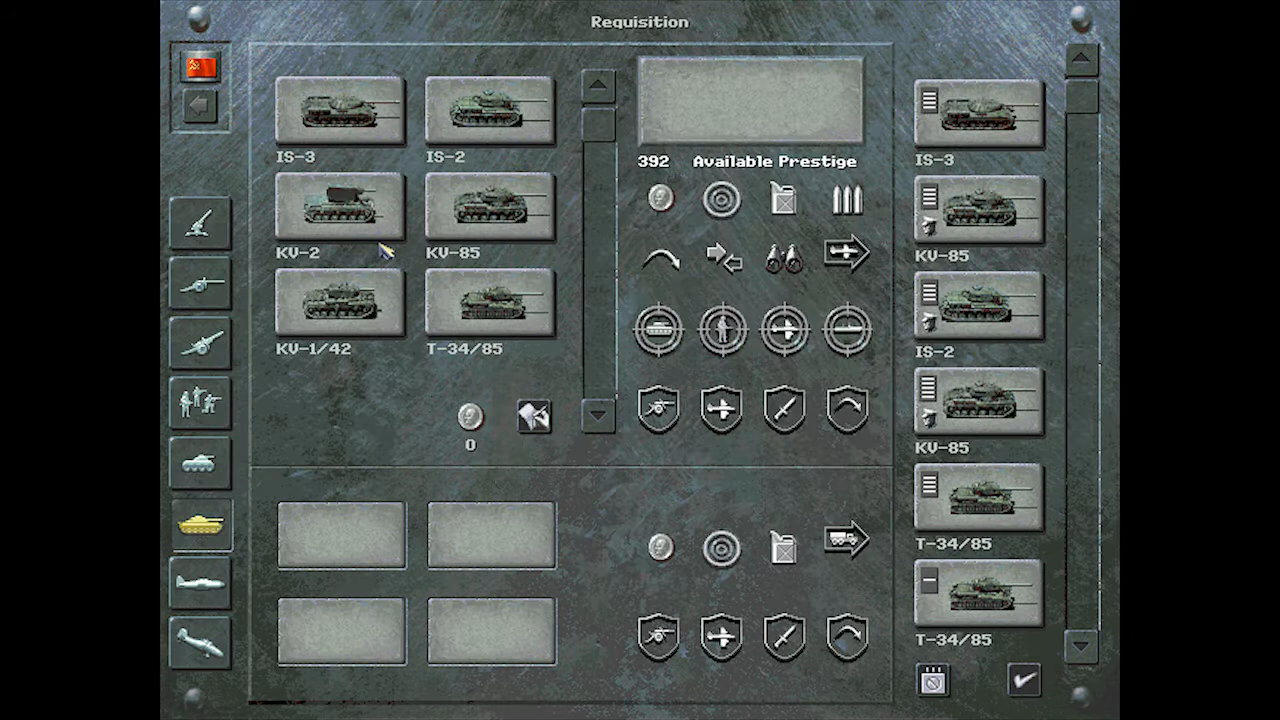 Requisition
IS-3
IS-2
KV-2
KV-85
KV-1/42
T-34/85
0
392 Available Prestige
IS-3
KV-85
IS-2
KV-85
T-34/85
T-34/85